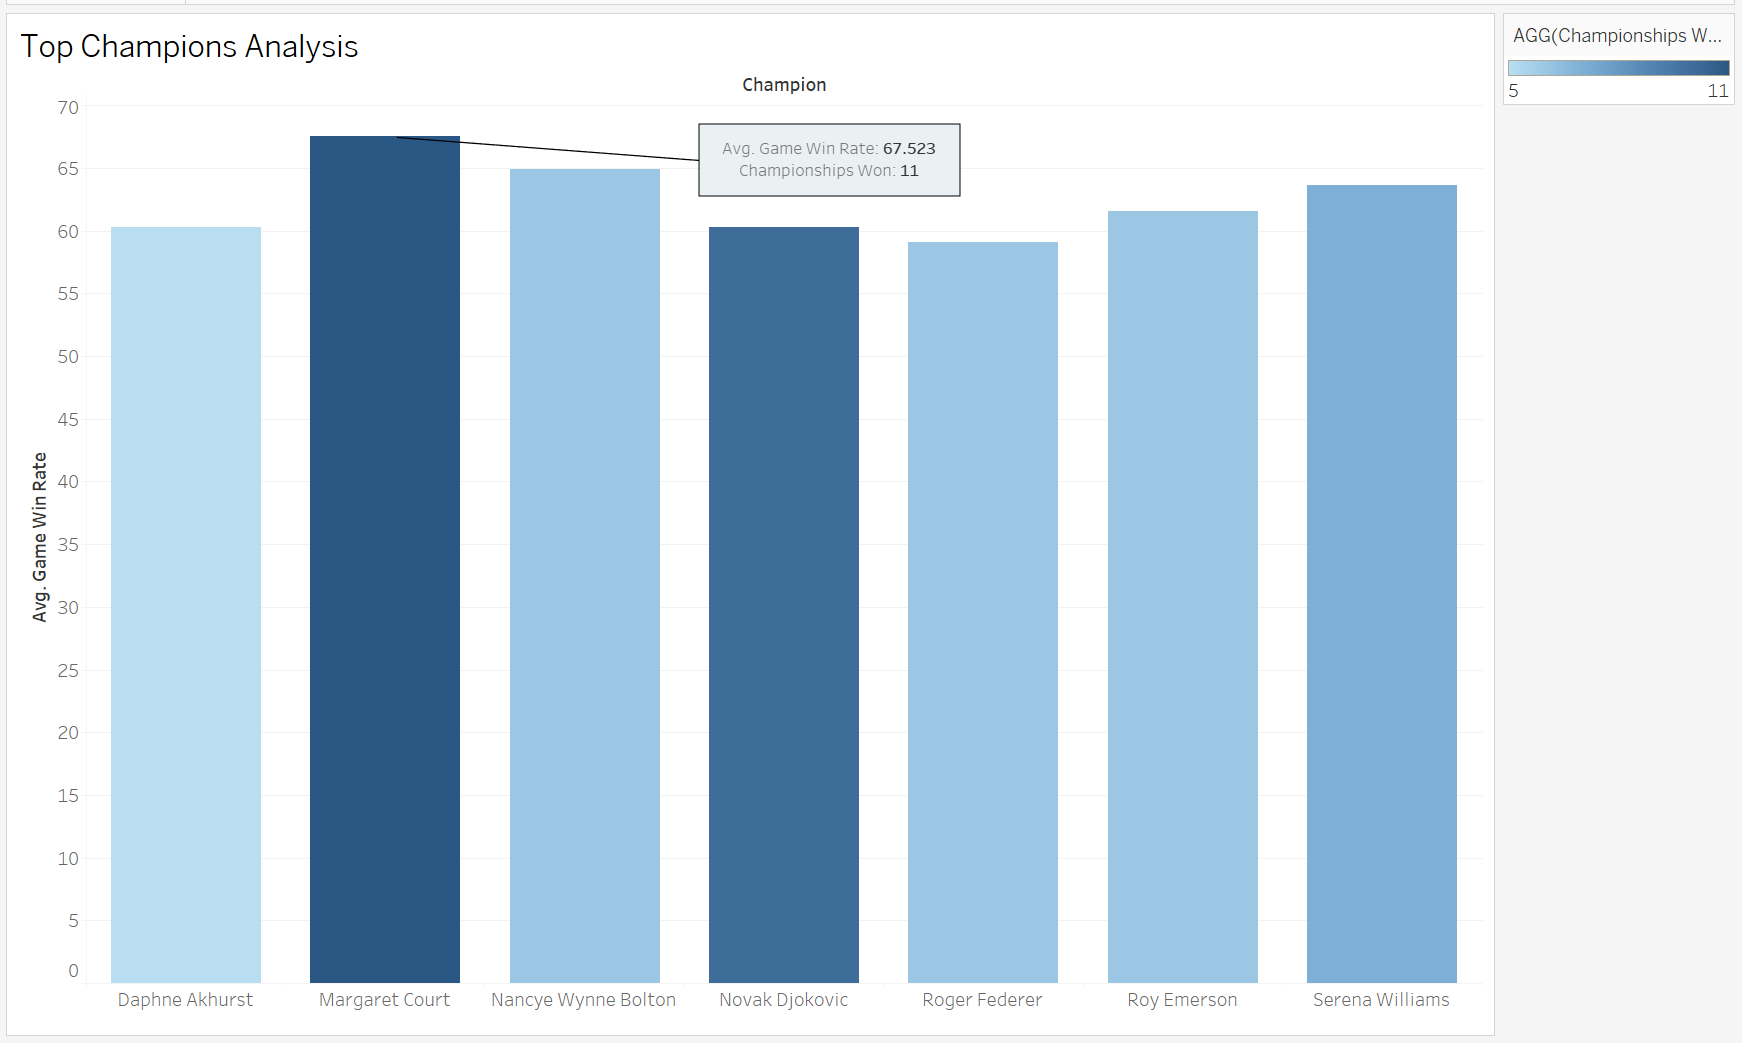 Top Champions Analysis
AGG(Championships W...
5 11
Champion
Avg. Game Win Rate
70
65
60
55
50
45
40
35
30
25
20
15
10
5
0
Avg. Game Win Rate: 67.523
Championships Won: 11
Daphne Akhurst Margaret Court Nancye Wynne Bolton Novak Djokovic Roger Federer Roy Emerson Serena Williams